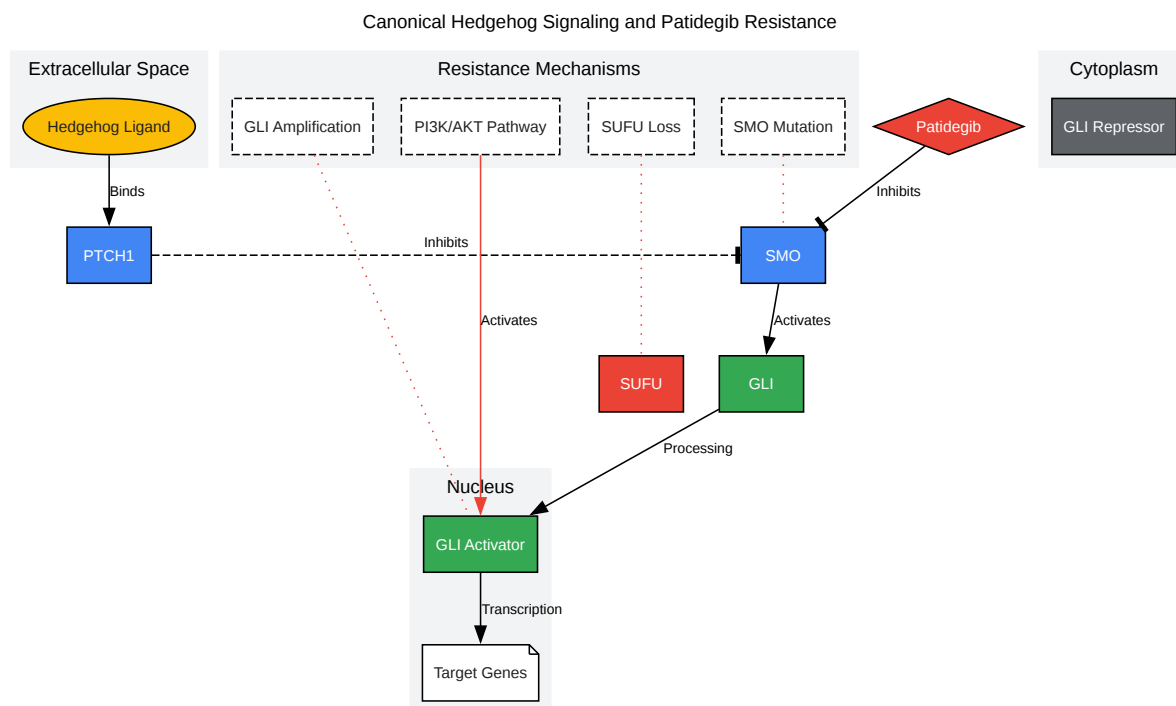 Canonical Hedgehog Signaling and Patidegib Resistance
Extracellular Space
Resistance Mechanisms
Cytoplasm
Hedgehog Ligand
GLI Amplification
PI3K/AKT Pathway
SUFU Loss
SMO Mutation
Patidegib
GLI Repressor
Binds
Inhibits
PTCH1
Inhibits
SMO
Activates
Activates
SUFU
GLI
Processing
Nucleus
GLI Activator
Transcription
Target Genes